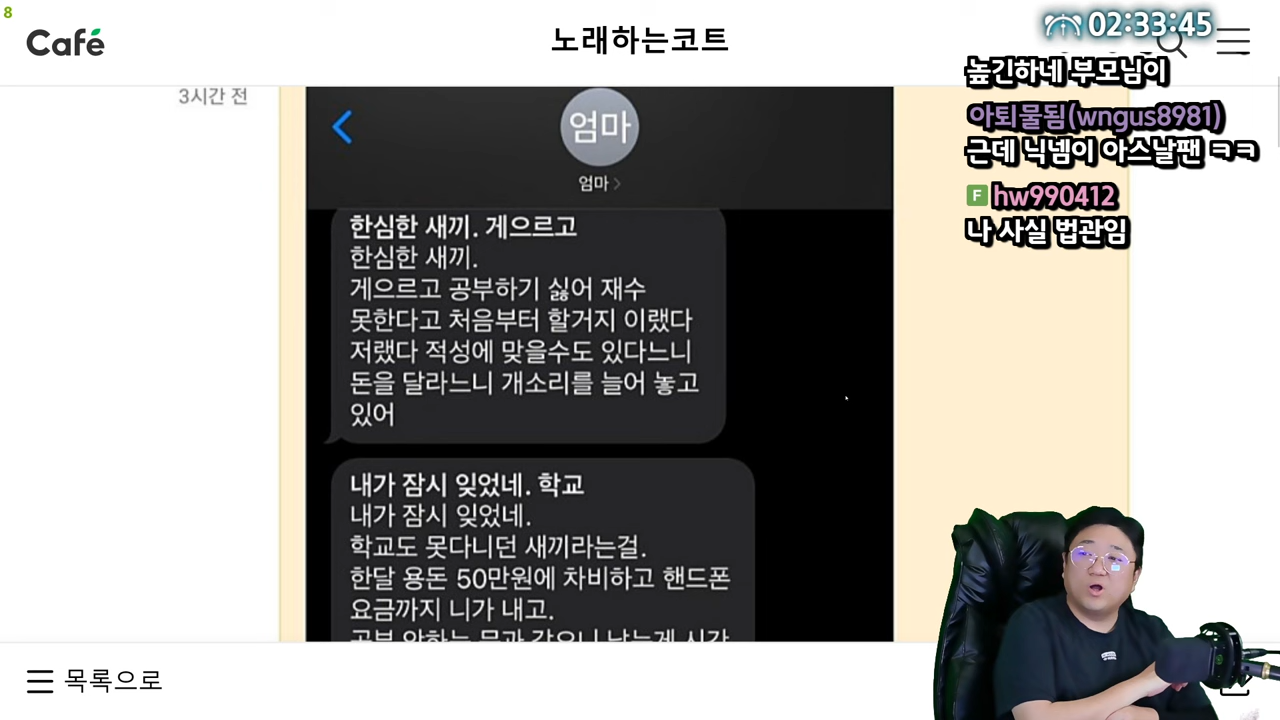 8
Café
노래하는코트
02:33:45
3시간 전
엄마
엄마
한심한 새끼. 게으르고
한심한 새끼.
게으르고 공부하기 싫어 재수
못한다고 처음부터 할거지 이랬다
저랬다 적성에 맞을수도 있다느니
돈을 달라느니 개소리를 늘어 놓고
있어
내가 잠시 잊었네. 학교
내가 잠시 잊었네.
학교도 못다니던 새끼라는걸.
한달 용돈 50만원에 차비하고 핸드폰
요금까지 니가 내고.
높긴하네 부모님이
아퇴물됨(wngus8981)
근데 닉넴이 아스날팬 ㅋㅋ
F hw990412
나 사실 법관임
목록으로